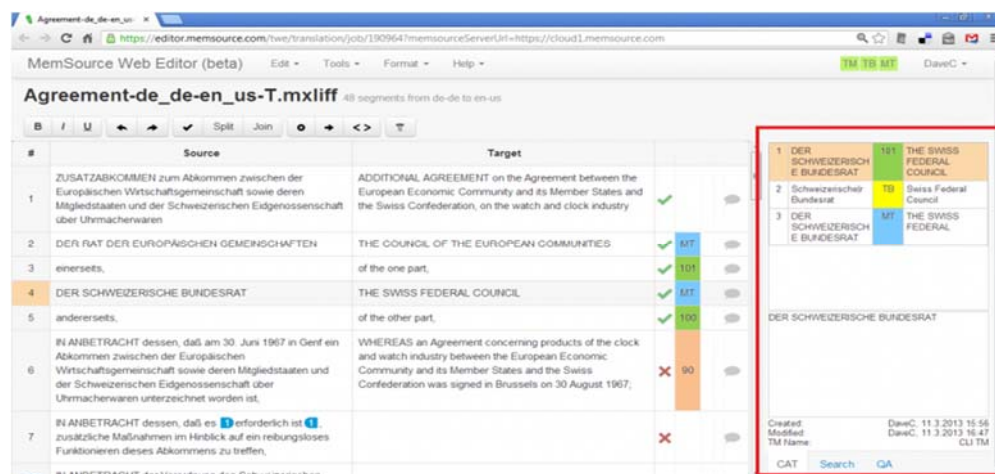 Agreement-de_de-en_us-
https://editor.memsource.com/twe/translation/job/190964?memsourceServerUrl=https://cloud1.memsource.com
MemSource Web Editor (beta) Edit Tools Format Help TM TB MT DaveC
Agreement-de_de-en_us-T.mxliff 48 segments from de-de to en-us
B I U Split Join < >
# Source Target
1
ZUSATZABKOMMEN zum Abkommen zwischen der
Europäischen Wirtschaftsgemeinschaft sowie deren
Mitgliedstaaten und der Schweizerischen Eidgenossenschaft
über Uhrmacherwaren
ADDITIONAL AGREEMENT on the Agreement between the
European Economic Community and its Member States and
the Swiss Confederation, on the watch and clock industry
2 DER RAT DER EUROPÄISCHEN GEMEINSCHAFTEN THE COUNCIL OF THE EUROPEAN COMMUNITIES MT
3 einerseits, of the one part, 101
4 DER SCHWEIZERISCHE BUNDESRAT THE SWISS FEDERAL COUNCIL MT
5 andererseits, of the other part, 100
6
IN ANBETRACHT dessen, daß am 30. Juni 1967 in Genf ein
Abkommen zwischen der Europäischen
Wirtschaftsgemeinschaft sowie deren Mitgliedstaaten und
der Schweizerischen Eidgenossenschaft über
Uhrmacherwaren unterzeichnet worden ist,
WHEREAS an Agreement concerning products of the clock
and watch industry between the European Economic
Community and its Member States and the Swiss
Confederation was signed in Brussels on 30 August 1967;
90
7
IN ANBETRACHT dessen, daß es 1 erforderlich ist 1,
zusätzliche Maßnahmen im Hinblick auf ein reibungsloses
Funktionieren dieses Abkommens zu treffen,
1 DER 101 THE SWISS
SCHWEIZERISCH FEDERAL
E BUNDESRAT COUNCIL
2 Schweizerischer TB Swiss Federal
Bundesrat Council
3 DER MT THE SWISS
SCHWEIZERISCH FEDERAL
E BUNDESRAT
DER SCHWEIZERISCHE BUNDESRAT
Created: DaveC, 11.3.2013 15:56
Modified: DaveC, 11.3.2013 16:47
TM Name: CLI TM
CAT Search QA